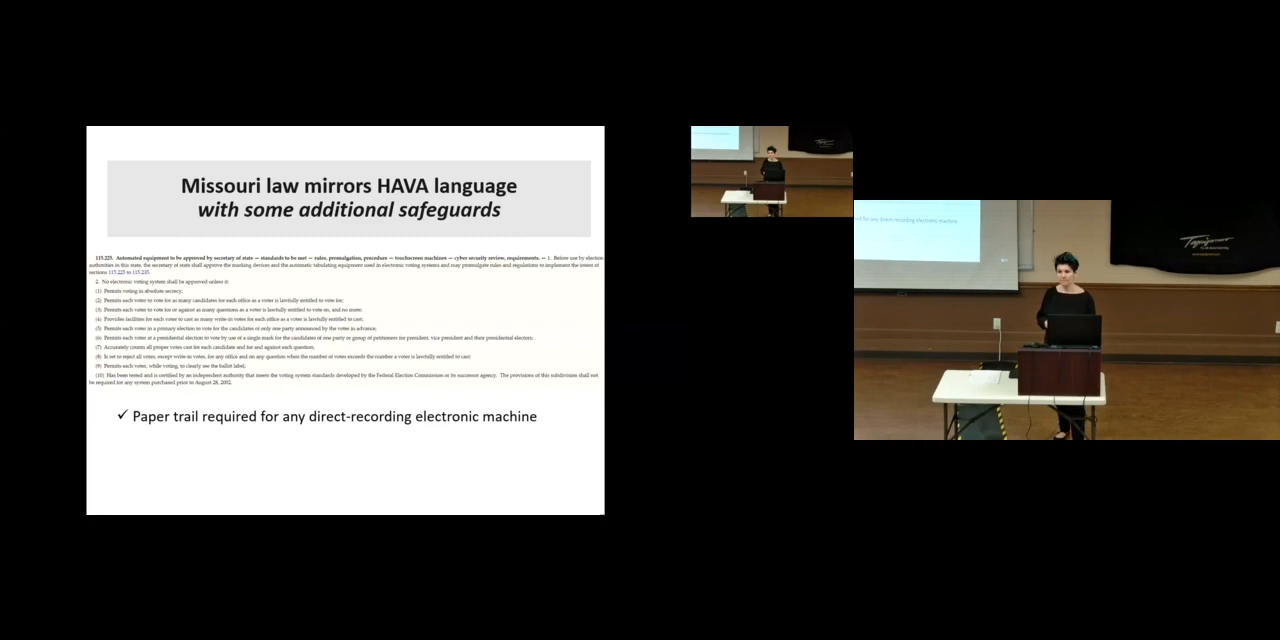 Missouri law mirrors HAVA language
with some additional safeguards
115.225. Automated equipment to be approved by secretary of state — standards to be met — rules, promulgation, procedure — touchscreen machines — cyber security review, requirements. — 1. Before use by election
authorities in this state, the secretary of state shall approve the marking devices and the automatic tabulating equipment used in electronic voting systems and may promulgate rules and regulations to implement the intent of
sections 115.225 to 115.235.
2. No electronic voting system shall be approved unless it:
(1) Permits voting in absolute secrecy;
(2) Permits each voter to vote for as many candidates for each office as a voter is lawfully entitled to vote for;
(3) Permits each voter to vote for or against as many questions as a voter is lawfully entitled to vote on, and no more;
(4) Provides facilities for each voter to cast as many write-in votes for each office as a voter is lawfully entitled to cast;
(5) Permits each voter in a primary election to vote for the candidates of only one party announced by the voter in advance;
(6) Permits each voter at a presidential election to vote by use of a single mark for the candidates of one party or group of petitioners for president, vice president and their presidential electors;
(7) Accurately counts all proper votes cast for each candidate and for and against each question;
(8) Is set to reject all votes, except write-in votes, for any office and on any question when the number of votes exceeds the number a voter is lawfully entitled to cast;
(9) Permits each voter, while voting, to clearly see the ballot label;
(10) Has been tested and is certified by an independent authority that meets the voting system standards developed by the Federal Election Commission or its successor agency. The provisions of this subdivision shall not
be required for any system purchased prior to August 28, 2002.
✓ Paper trail required for any direct-recording electronic machine
for any direct recording electronic machine